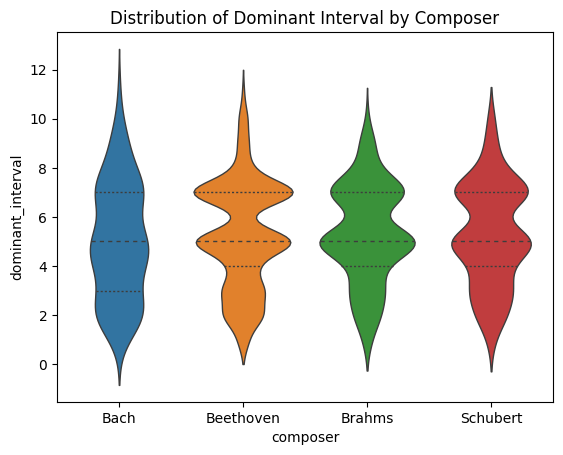 Distribution of Dominant Interval by Composer
dominant_interval
12
10
8
6
4
2
0
Bach Beethoven Brahms Schubert
composer